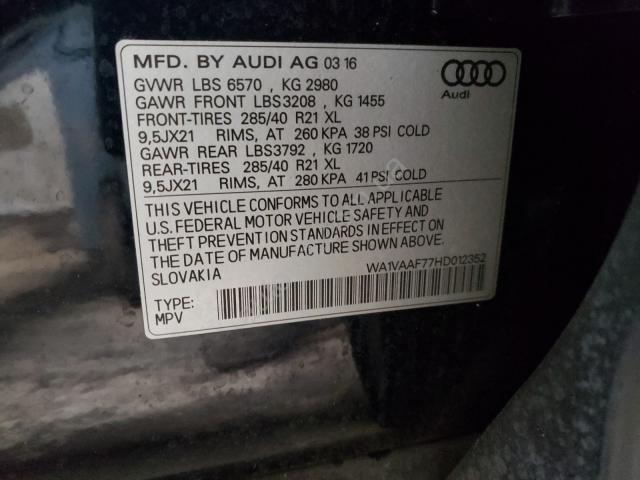 MFD. BY AUDI AG 03 16
GVWR LBS 6570 , KG 2980
GAWR FRONT LBS3208 , KG 1455
FRONT-TIRES 285/40 R21 XL
9,5JX21 RIMS, AT 260 KPA 38 PSI COLD
GAWR REAR LBS3792 , KG 1720
REAR-TIRES 285/40 R21 XL
9,5JX21 RIMS, AT 280 KPA 41 PSI COLD
Audi
THIS VEHICLE CONFORMS TO ALL APPLICABLE
U.S. FEDERAL MOTOR VEHICLE SAFETY AND
THEFT PREVENTION STANDARDS IN EFFECT ON
THE DATE OF MANUFACTURE SHOWN ABOVE.
SLOVAKIA
WA1VAAF77HD012352
TYPE:
MPV